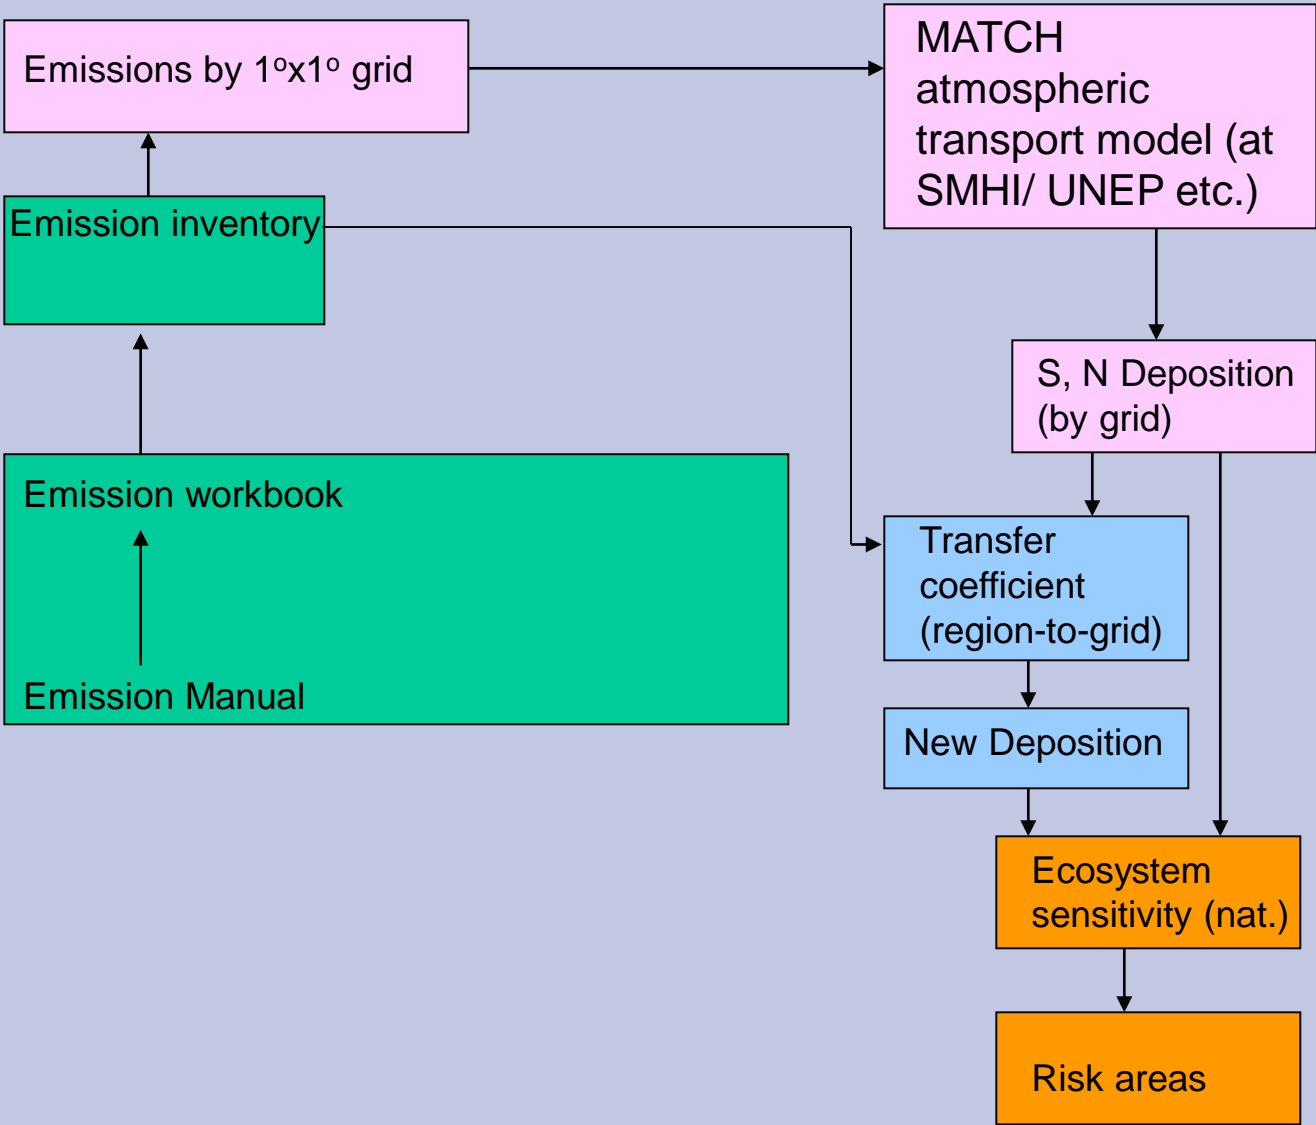 Emissions by 1ºx1º grid
MATCH
atmospheric
transport model (at
SMHI/ UNEP etc.)
Emission inventory
S, N Deposition
(by grid)
Emission workbook
Emission Manual
Transfer
coefficient
(region-to-grid)
New Deposition
Ecosystem
sensitivity (nat.)
Risk areas